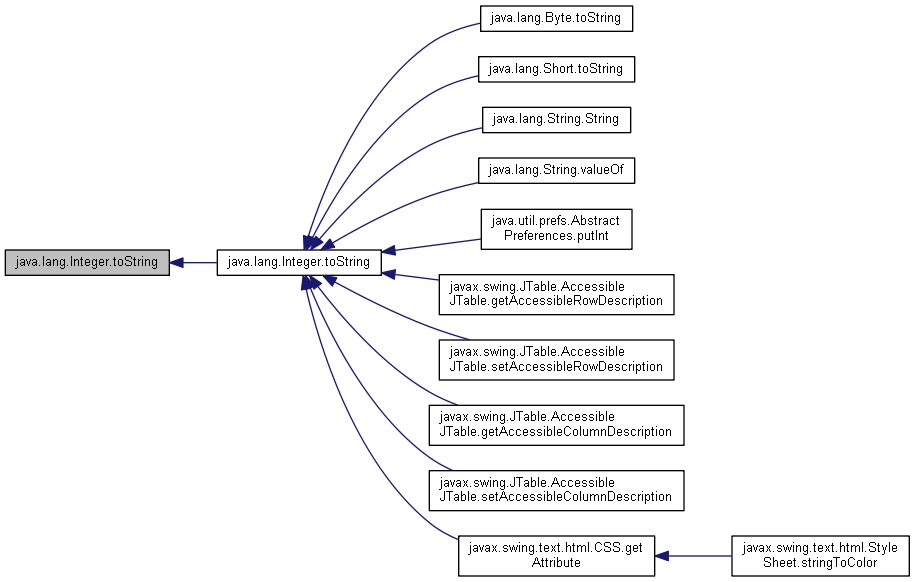 java.lang.Integer.toString
java.lang.Integer.toString
java.lang.Byte.toString
java.lang.Short.toString
java.lang.String.String
java.lang.String.valueOf
java.util.prefs.Abstract
Preferences.putInt
javax.swing.JTable.Accessible
JTable.getAccessibleRowDescription
javax.swing.JTable.Accessible
JTable.setAccessibleRowDescription
javax.swing.JTable.Accessible
JTable.getAccessibleColumnDescription
javax.swing.JTable.Accessible
JTable.setAccessibleColumnDescription
javax.swing.text.html.CSS.get
Attribute
javax.swing.text.html.Style
Sheet.stringToColor